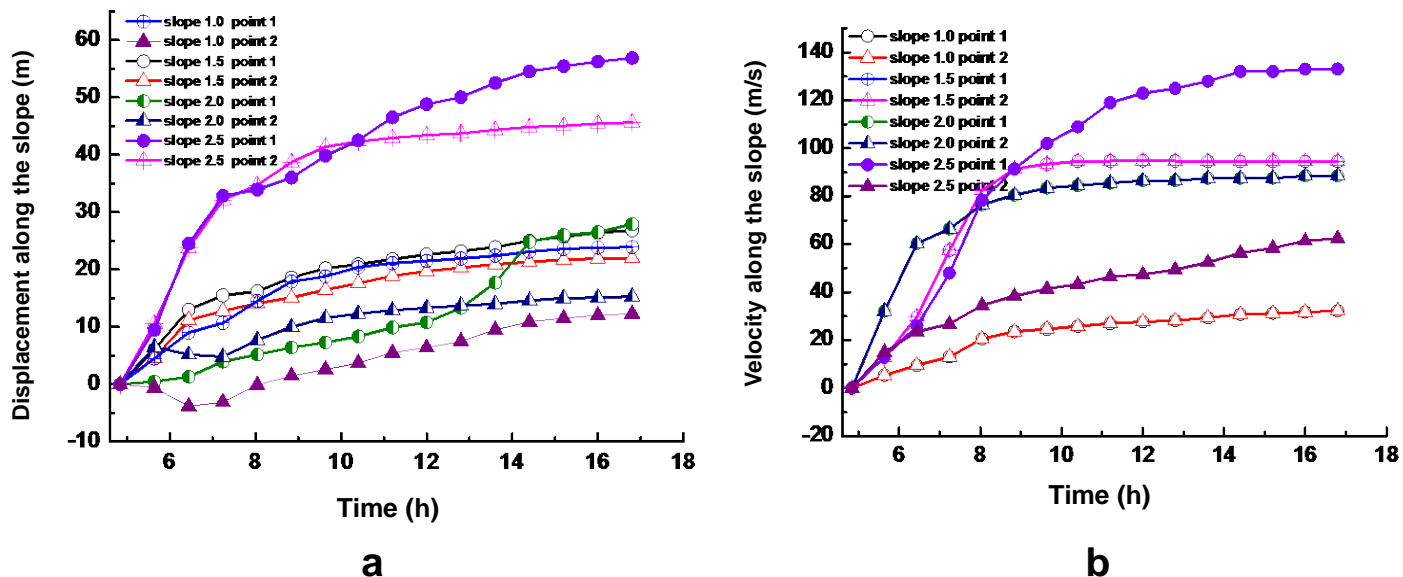 Displacement along the slope (m)
60
50
40
30
20
10
0
-10
slope 1.0 point 1
slope 1.0 point 2
slope 1.5 point 1
slope 1.5 point 2
slope 2.0 point 1
slope 2.0 point 2
slope 2.5 point 1
slope 2.5 point 2
6 8 10 12 14 16 18
Time (h)
a
Velocity along the slope (m/s)
140
120
100
80
60
40
20
0
-20
slope 1.0 point 1
slope 1.0 point 2
slope 1.5 point 1
slope 1.5 point 2
slope 2.0 point 1
slope 2.0 point 2
slope 2.5 point 1
slope 2.5 point 2
6 8 10 12 14 16 18
Time (h)
b